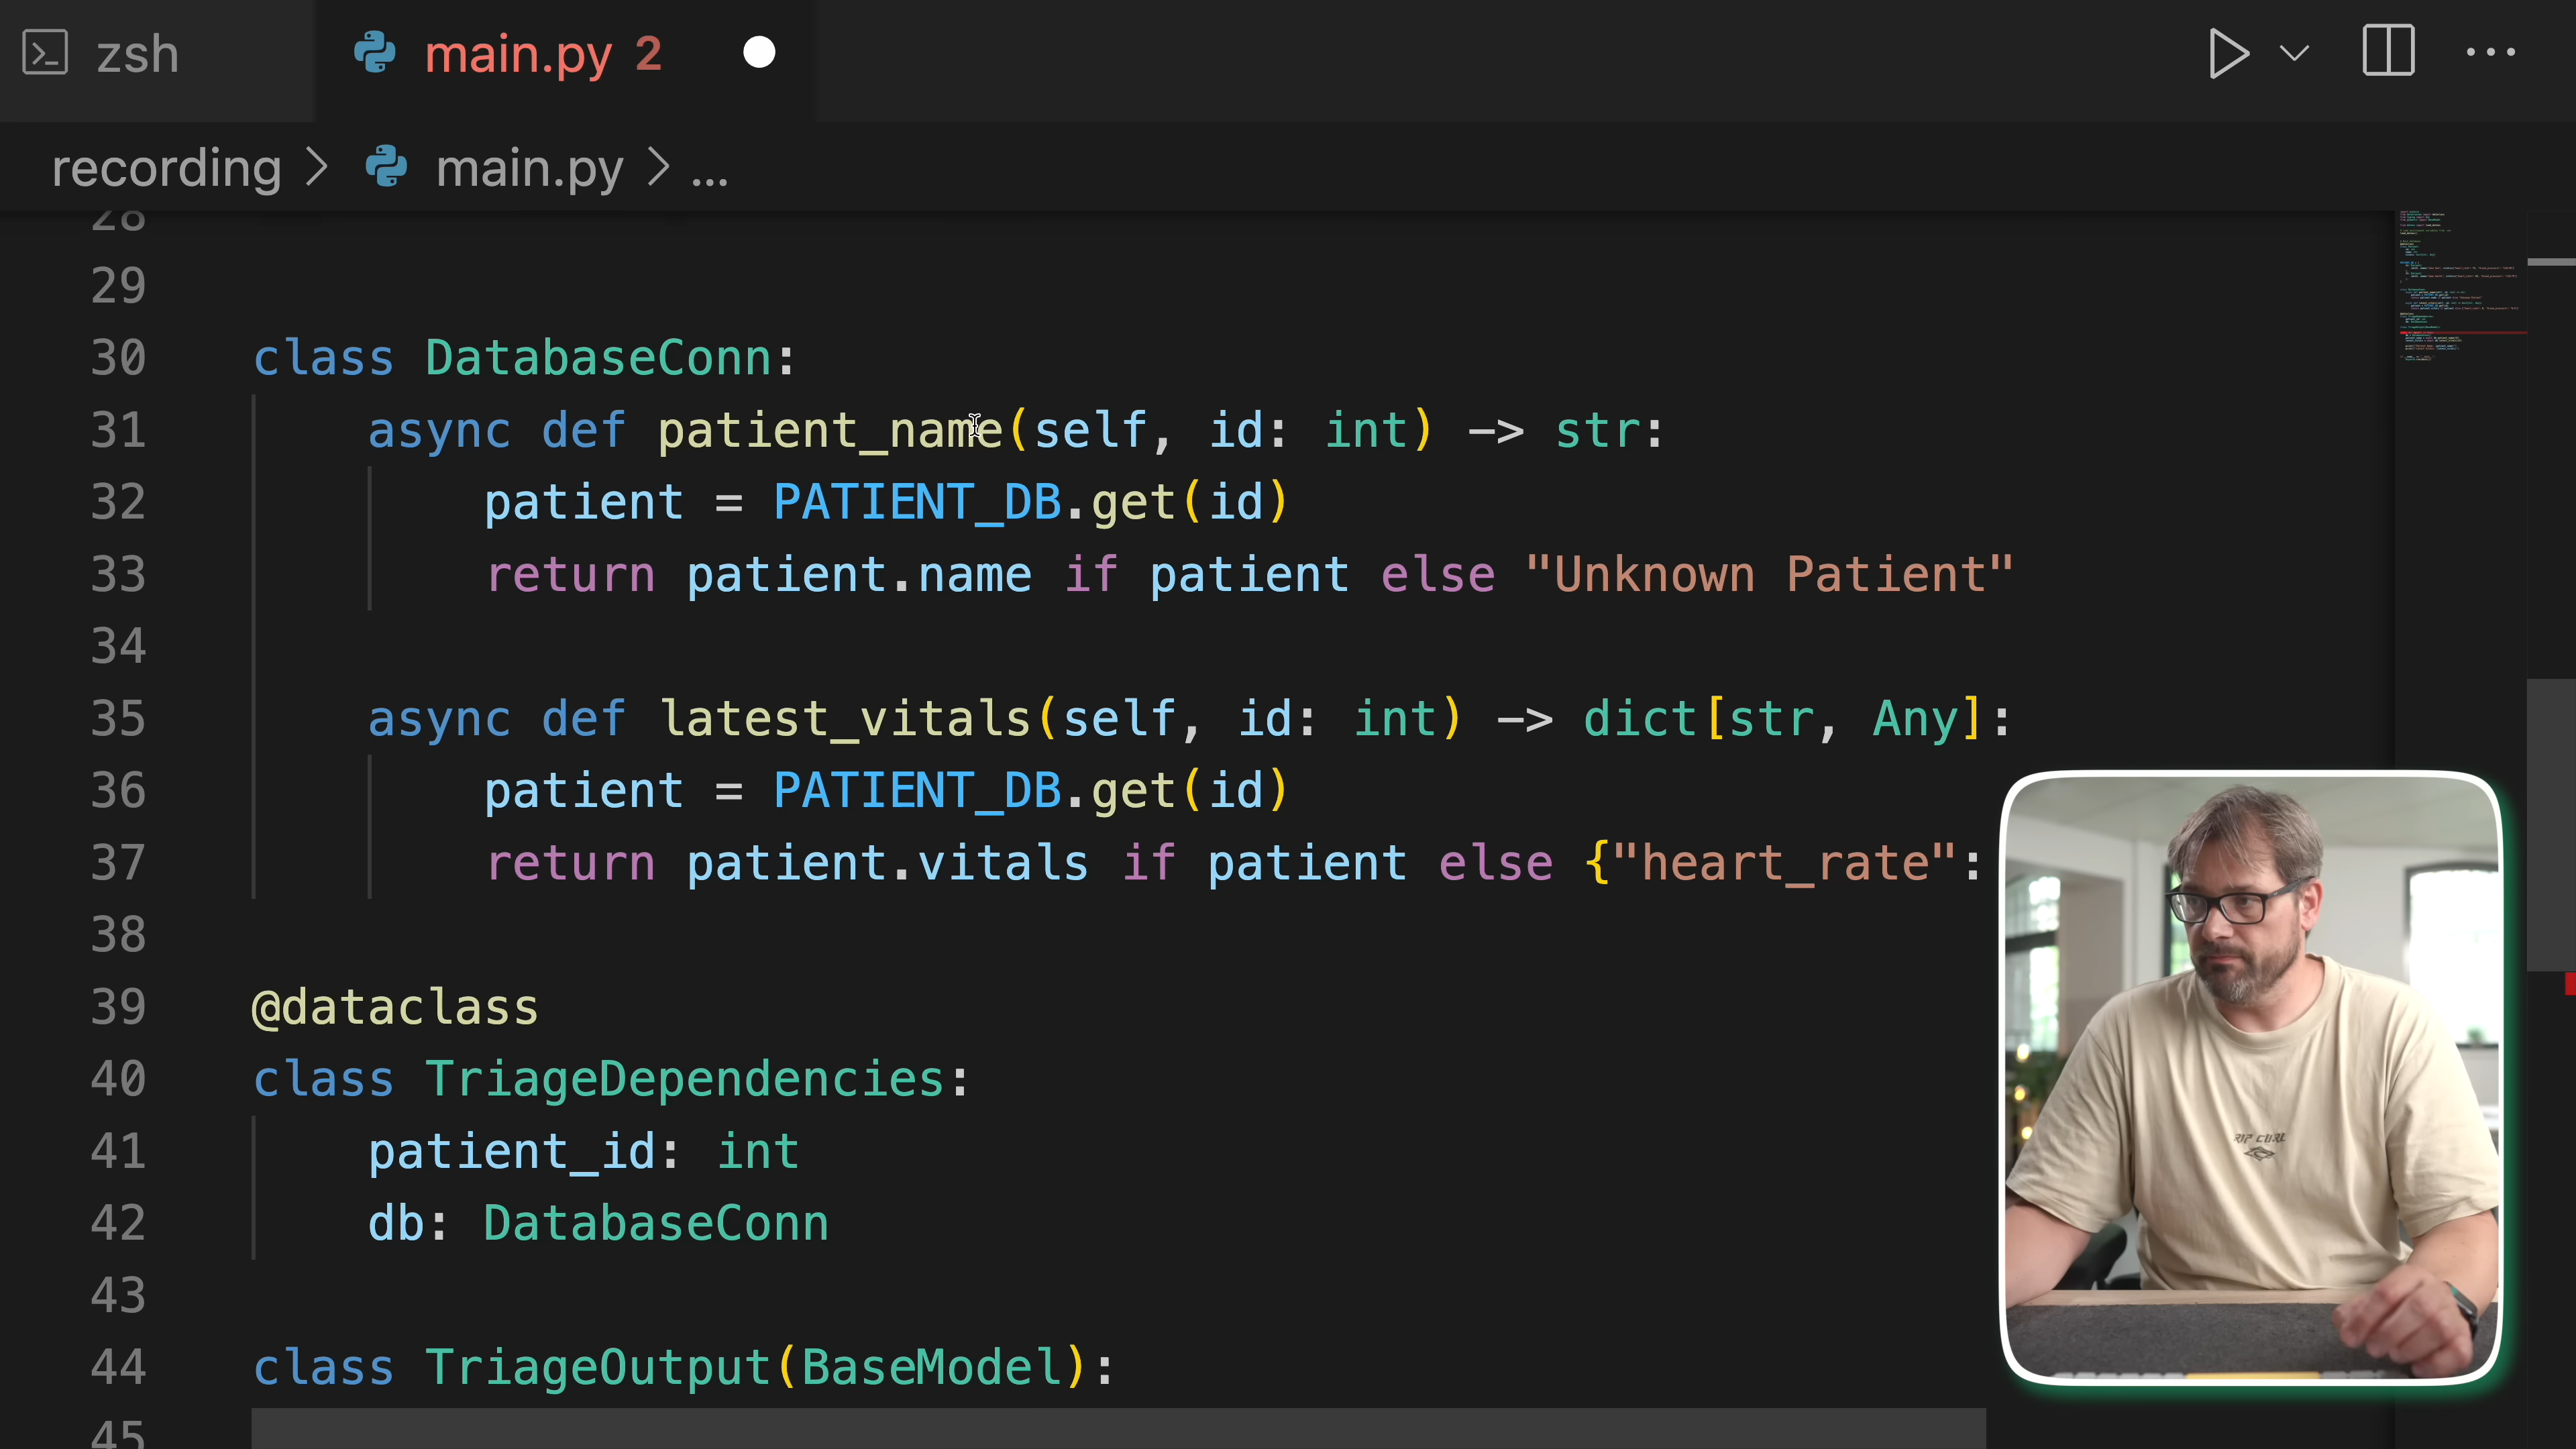 zsh
main.py 2
recording > main.py > ...
28
29
30 class DatabaseConn:
31 async def patient_name(self, id: int) -> str:
32 patient = PATIENT_DB.get(id)
33 return patient.name if patient else "Unknown Patient"
34
35 async def latest_vitals(self, id: int) -> dict[str, Any]:
36 patient = PATIENT_DB.get(id)
37 return patient.vitals if patient else {"heart_rate":
38
39 @dataclass
40 class TriageDependencies:
41 patient_id: int
42 db: DatabaseConn
43
44 class TriageOutput(BaseModel):
45
RIP CURL